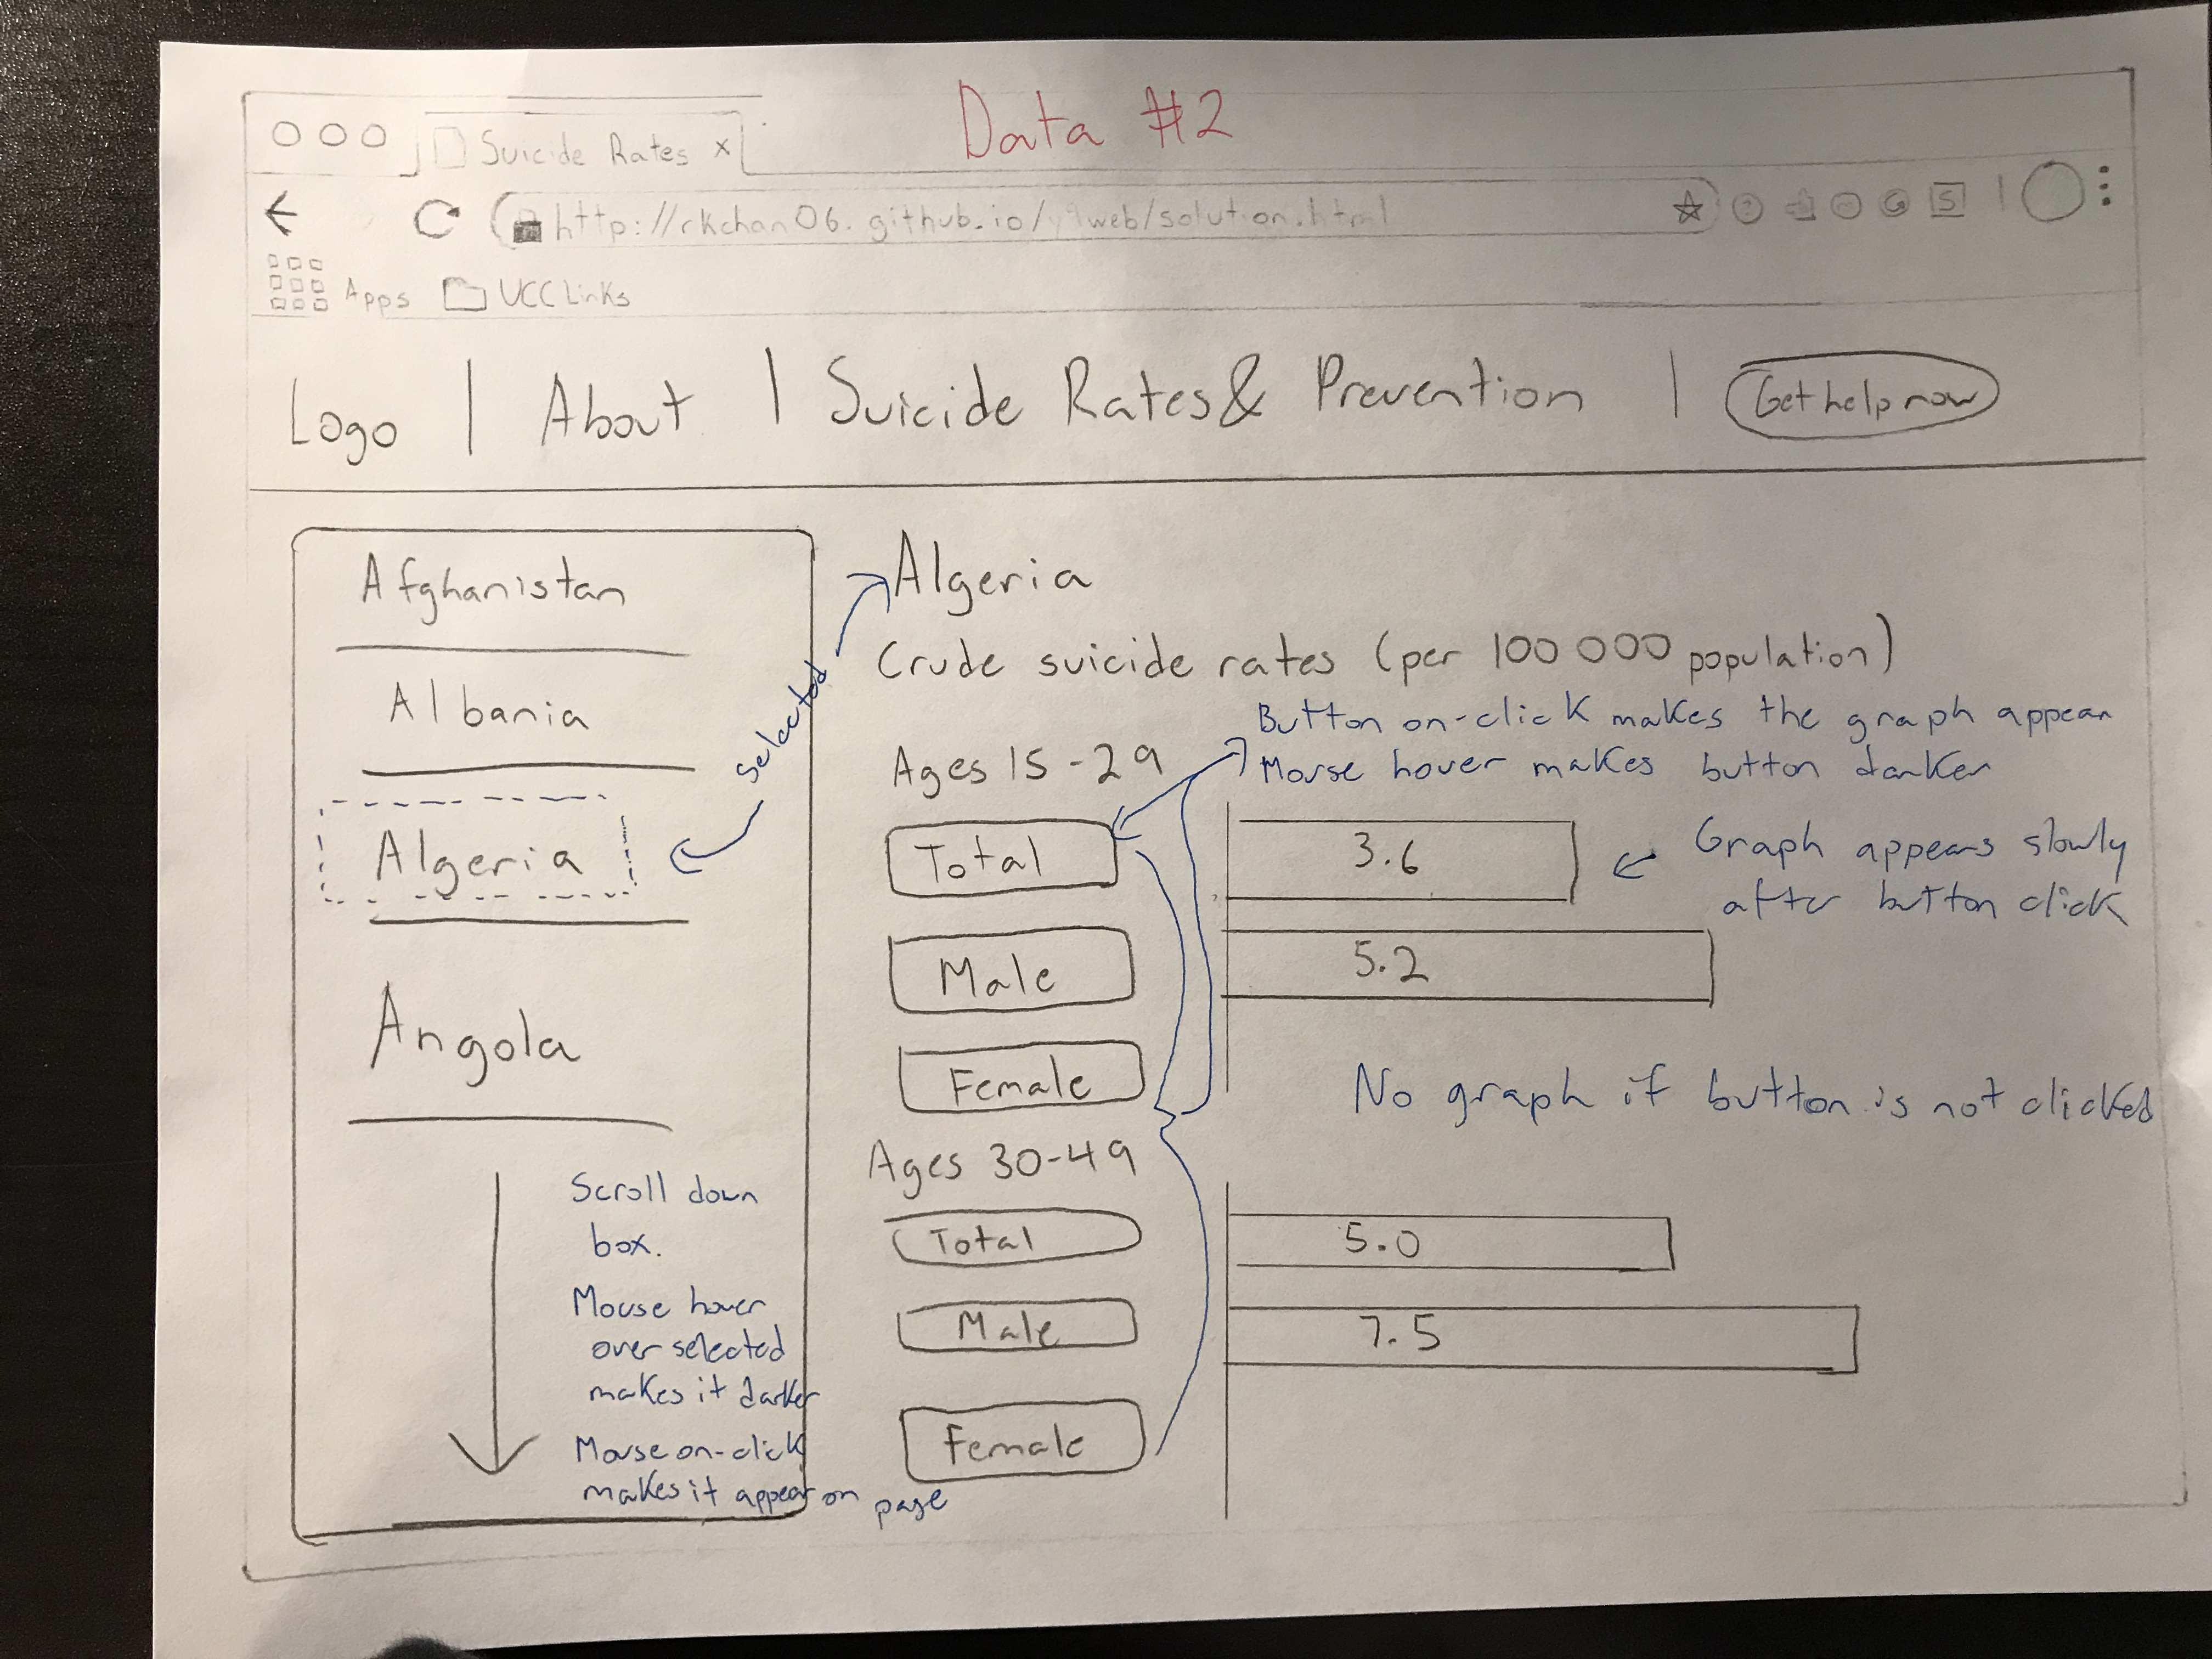 Data #2
Suicide Rates x
http://rkchan06.github.io/19web/solution.html
S
Apps UCC Links
Logo | About | Suicide Rates & Prevention | Get help now
Afghanistan
Albania
Algeria
Angola
Scroll down
box.
Mouse hover
over selected
makes it darker
Mouse on-click
makes it appear on page
Algeria
Crude suicide rates (per 100 000 population)
Button on-click makes the graph appear
Mouse hover makes button darker
Ages 15-29
Total 3.6
Graph appears slowly
after button click
Male 5.2
Female
No graph if button is not clicked
Ages 30-49
Total 5.0
Male 7.5
Female